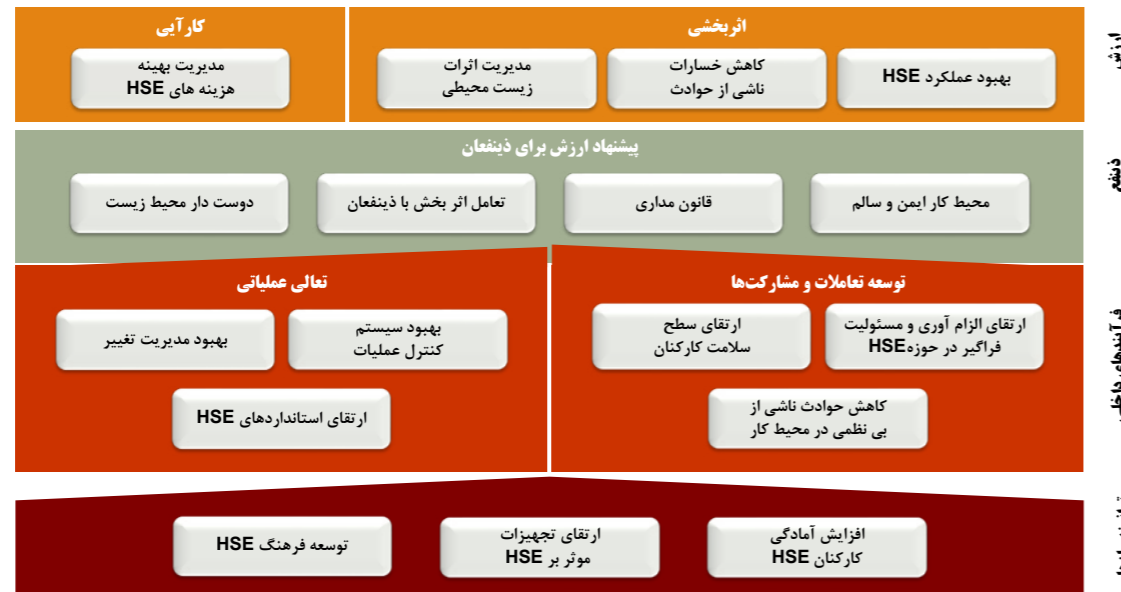 ارزش
اثربخشی
کارآیی
بهبود عملکرد HSE
کاهش خسارات
ناشی از حوادث
مدیریت اثرات
زیست محیطی
مدیریت بهینه
هزینه های HSE
ذینفع
پیشنهاد ارزش برای ذینفعان
محیط کار ایمن و سالم
قانون مداری
تعامل اثر بخش با ذینفعان
دوست دار محیط زیست
فرآیندهای داخلی
توسعه تعاملات و مشارکت‌ها
ارتقای الزام آوری و مسئولیت
فراگیر در حوزه HSE
ارتقای سطح
سلامت کارکنان
کاهش حوادث ناشی از
بی نظمی در محیط کار
تعالی عملیاتی
بهبود سیستم
کنترل عملیات
بهبود مدیریت تغییر
ارتقای استانداردهای HSE
افزایش آمادگی
کارکنان HSE
ارتقای تجهیزات
موثر بر HSE
توسعه فرهنگ HSE